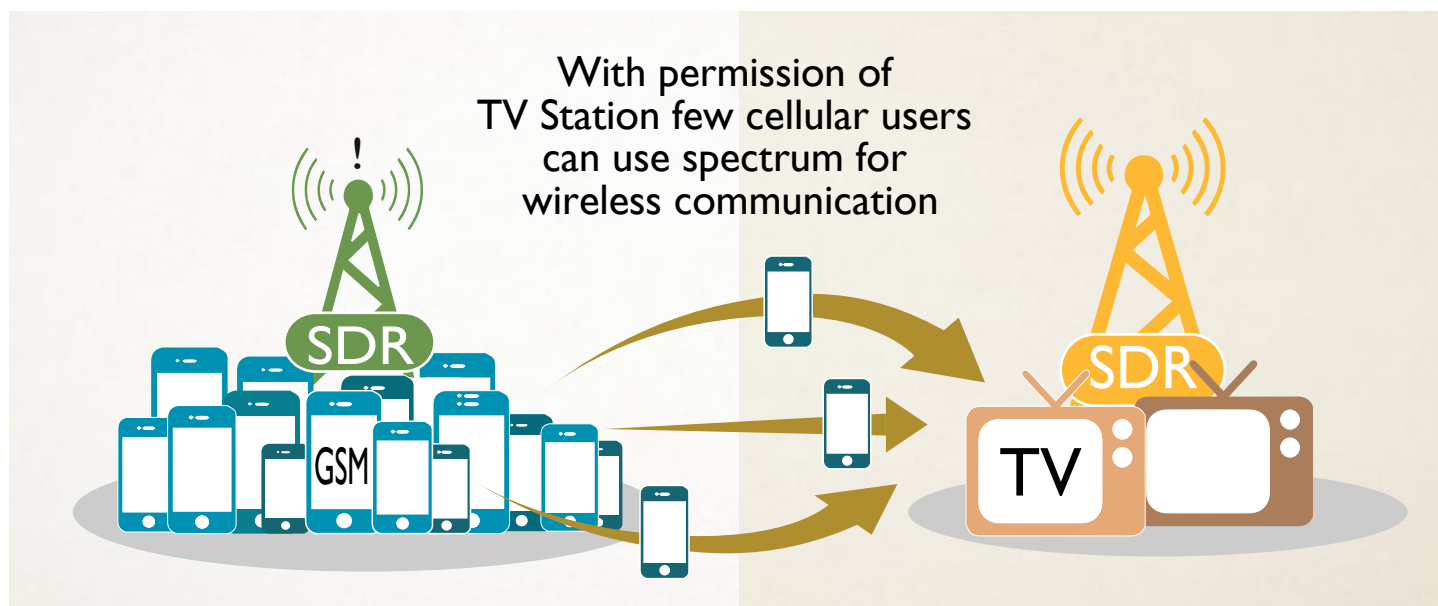 With permission of
TV Station few cellular users
can use spectrum for
wireless communication
!
SDR
GSM
SDR
TV